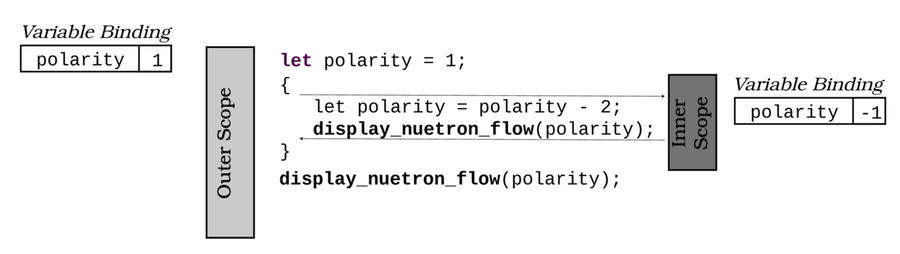 Variable Binding
polarity 1
Outer Scope
let polarity = 1;
{
let polarity = polarity - 2;
display_nuetron_flow(polarity);
}
display_nuetron_flow(polarity);
Inner
Scope
Variable Binding
polarity -1